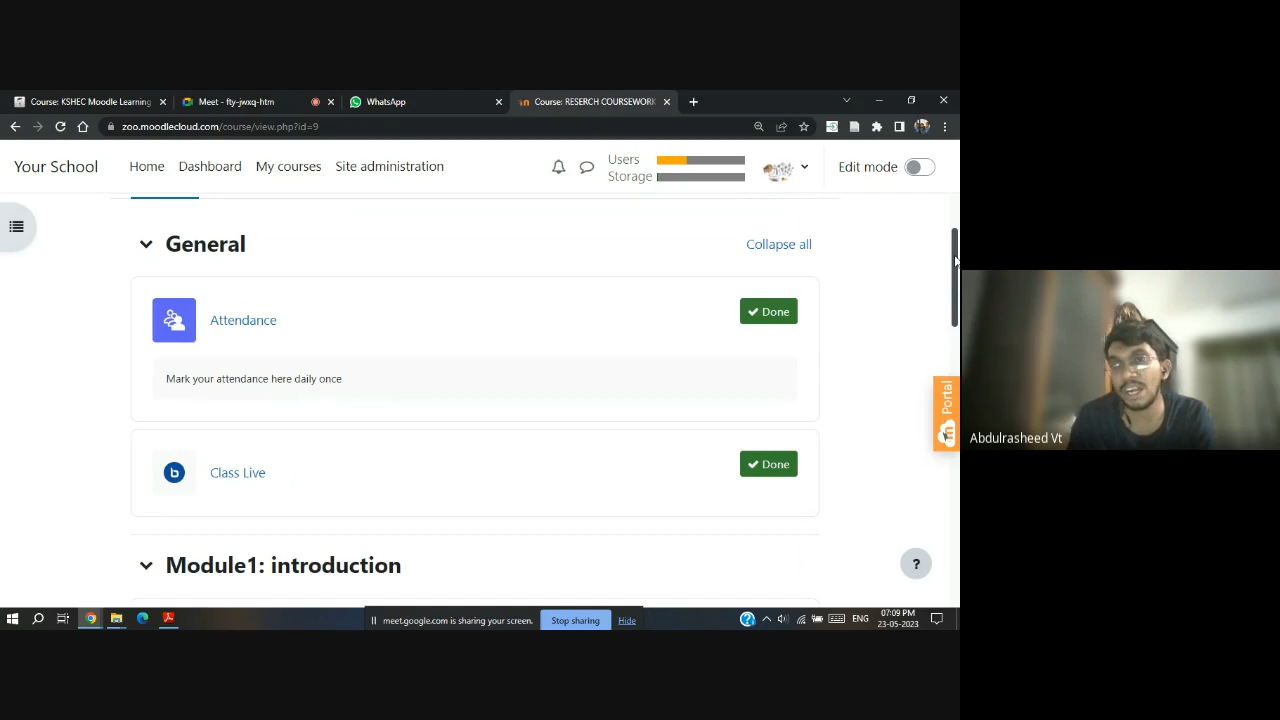 Course: KSHEC Moodle Learning
Meet - fty-jwxq-htm
WhatsApp
Course: RESERCH COURSEWORK
zoo.moodlecloud.com/course/view.php?id=9
Your School
Home
Dashboard
My courses
Site administration
Users
Storage
Edit mode
General
Collapse all
Attendance
Done
Mark your attendance here daily once
Portal
Abdulrasheed Vt
Class Live
Done
Module1: introduction
?
meet.google.com is sharing your screen.
Stop sharing
Hide
ENG
07:09 PM
23-05-2023